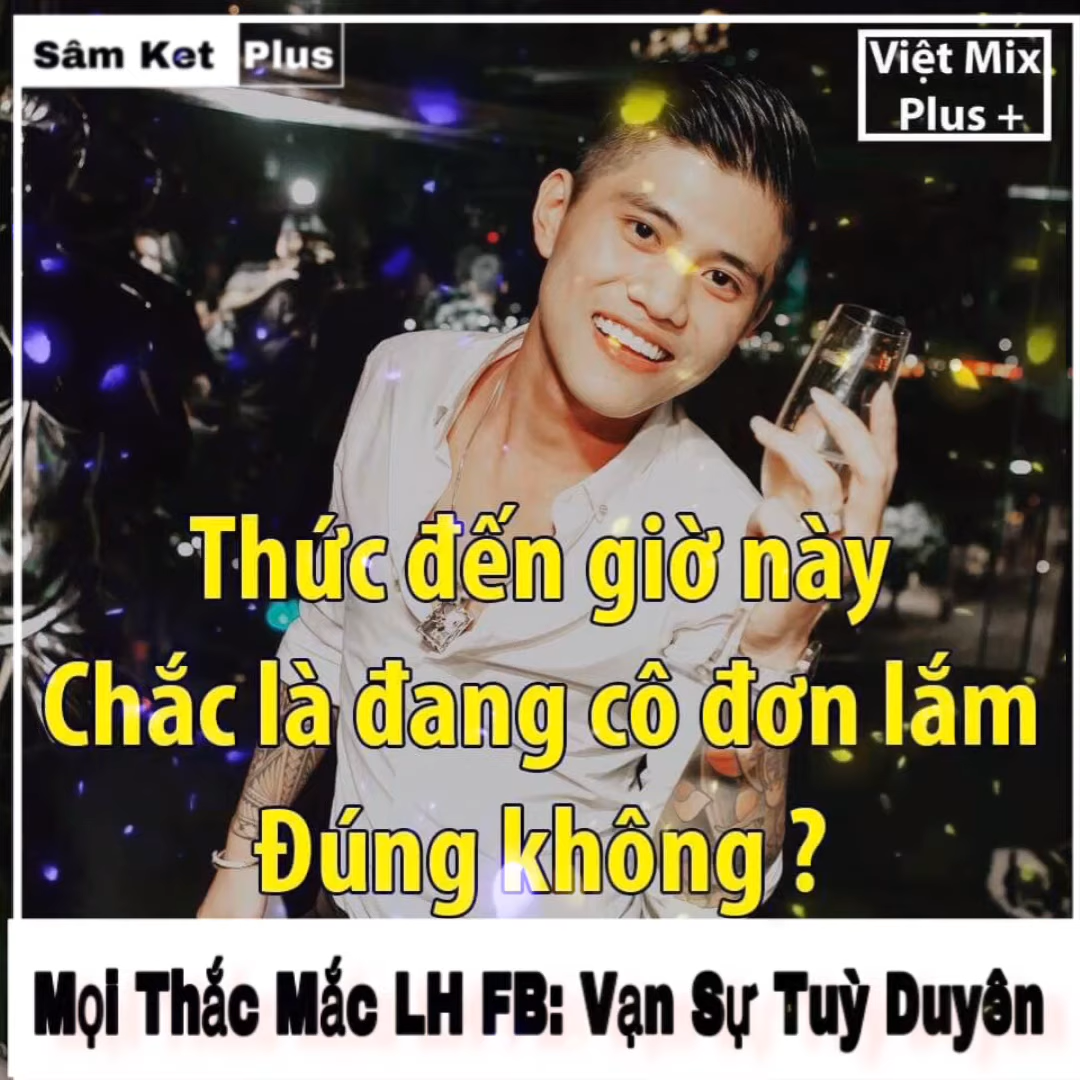 Sâm Ket Plus
Việt Mix
Plus +
Thức đến giờ này
Chắc là đang cô đơn lắm
Đúng không ?
Mọi Thắc Mắc LH FB: Vạn Sự Tuỳ Duyên